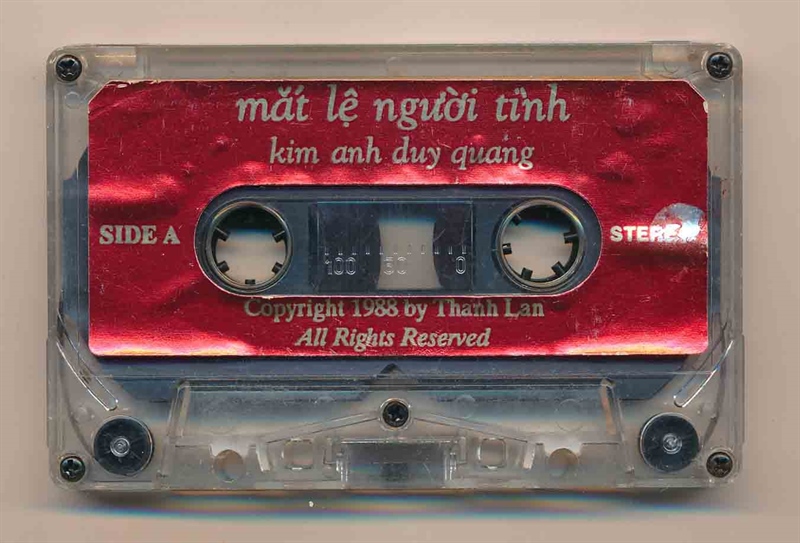 mắt lệ người tình
kim anh duy quang
SIDE A
STEREO
100 50 0
Copyright 1988 by Thanh Lan
All Rights Reserved